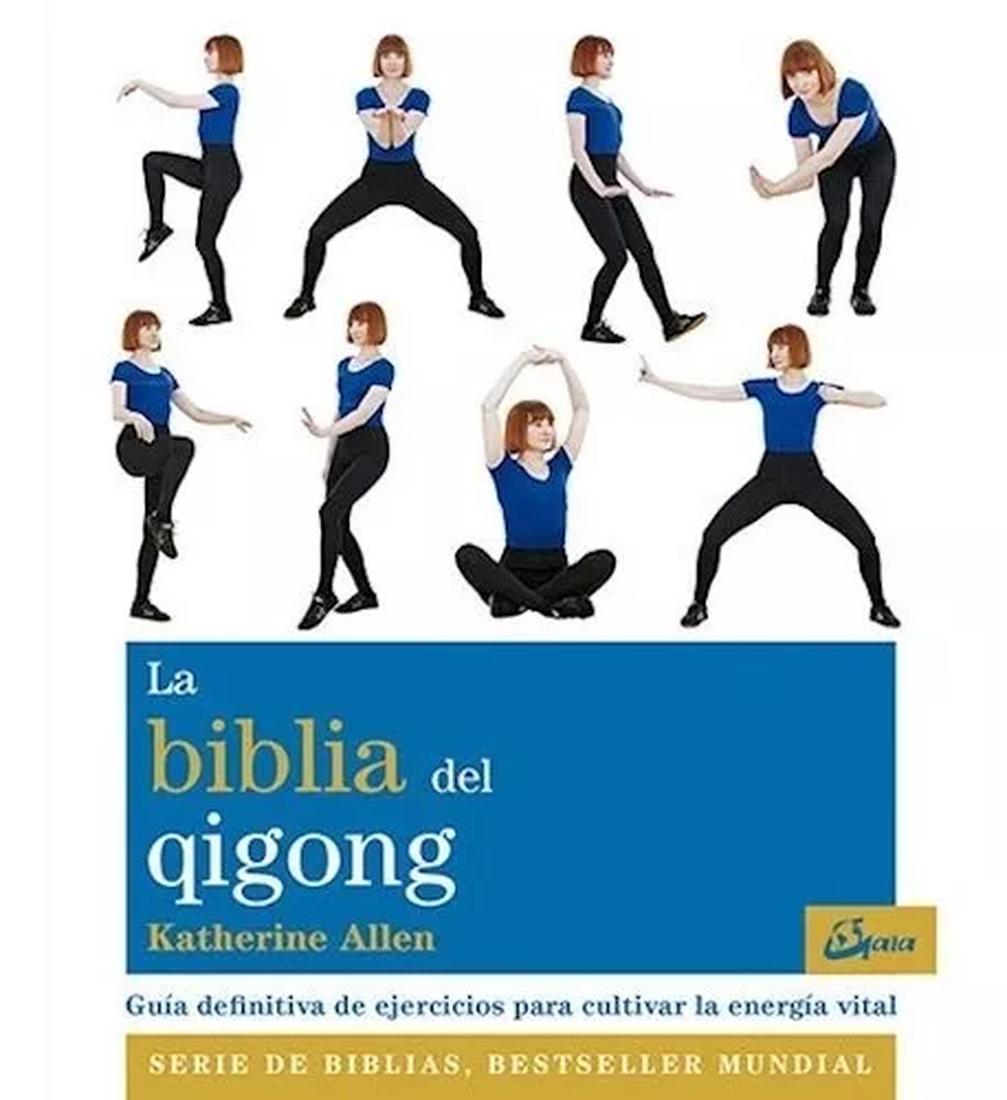 La
biblia del
qigong
Katherine Allen
Gaia
Guía definitiva de ejercicios para cultivar la energía vital
SERIE DE BIBLIAS, BESTSELLER MUNDIAL